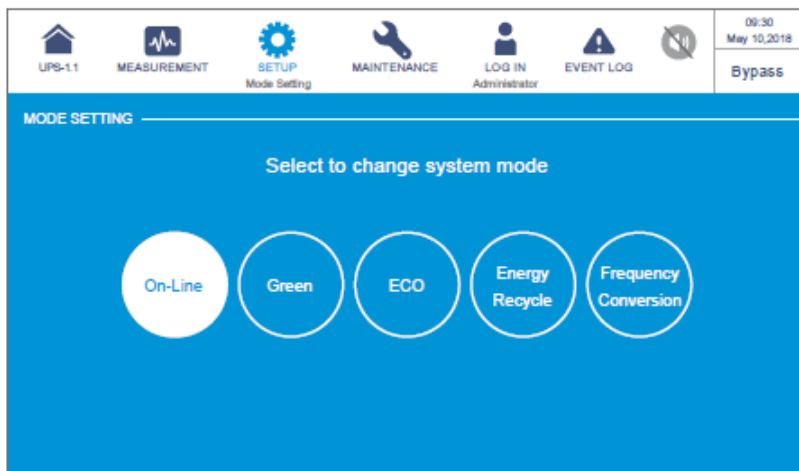 09:30
May 10,2018
UPS-1.1
MEASUREMENT
SETUP
Mode Setting
MAINTENANCE
LOG IN
Administrator
EVENT LOG
Bypass
MODE SETTING
Select to change system mode
On-Line
Green
ECO
Energy
Recycle
Frequency
Conversion